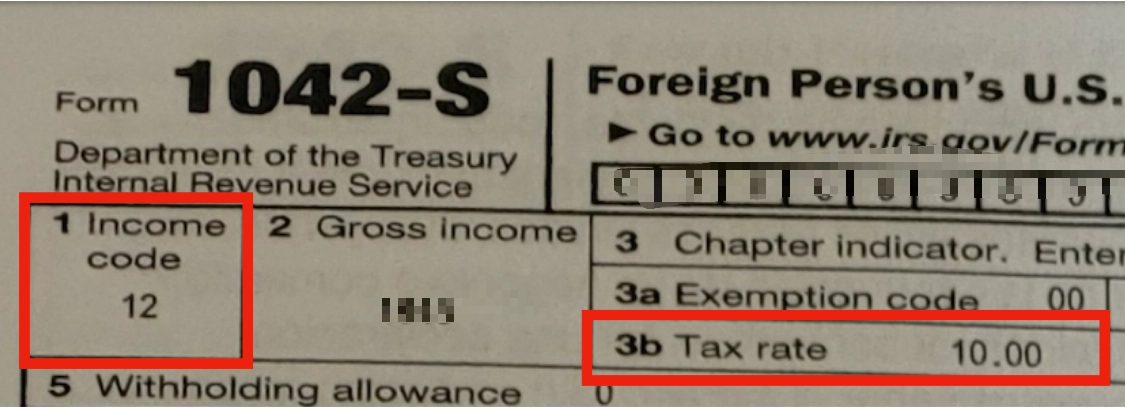 Form 1042-S
Department of the Treasury
Internal Revenue Service
Foreign Person's U.S.
► Go to www.irs.gov/Form
1 Income
code
12
2 Gross income
3 Chapter indicator. Enter
3a Exemption code 00
3b Tax rate 10.00
5 Withholding allowance 0